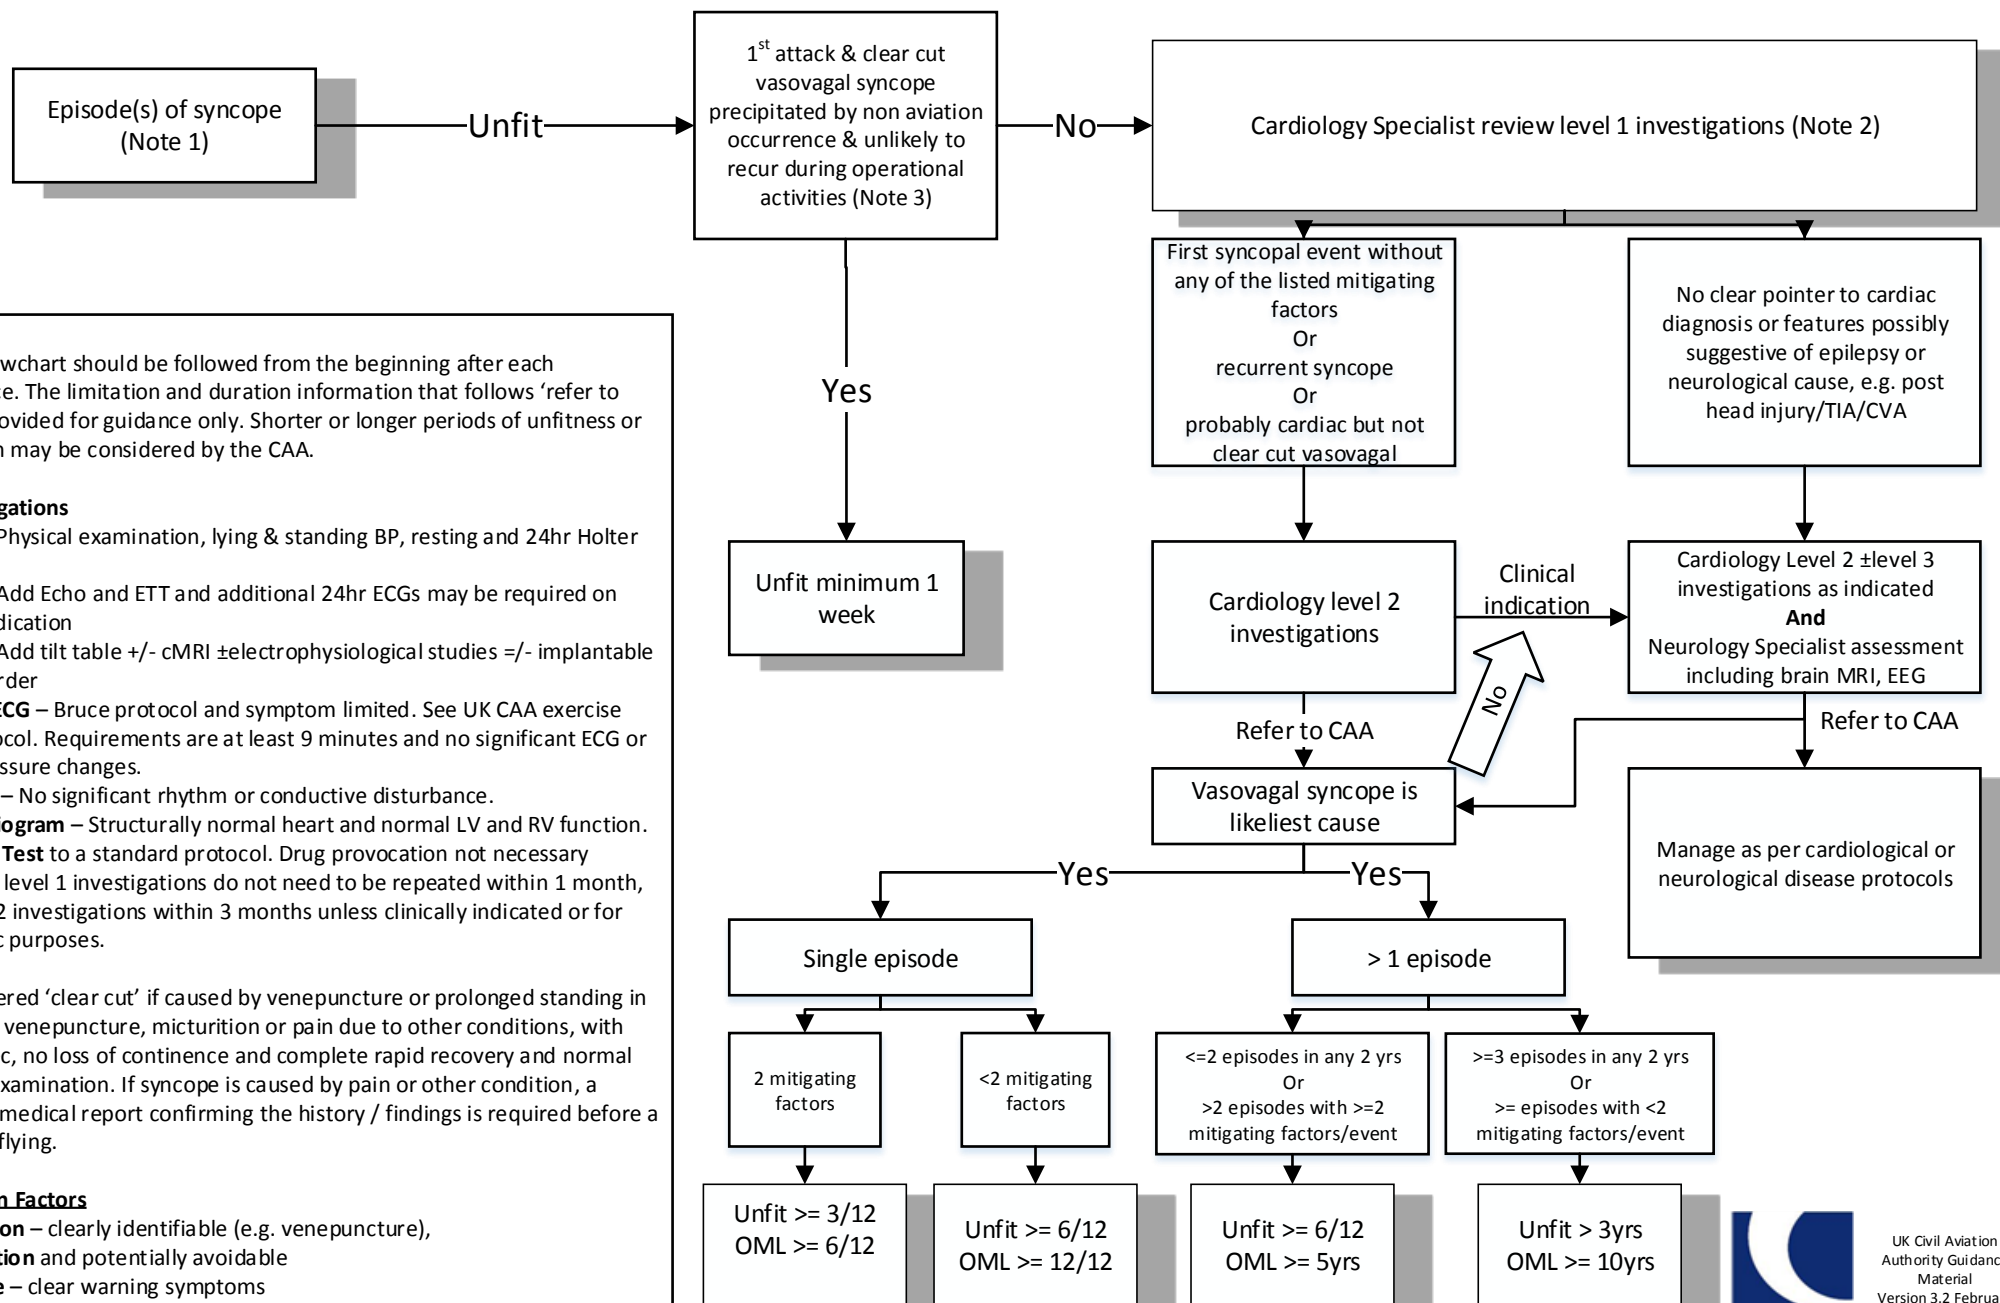 Episode(s) of syncope
(Note 1)
Unfit
1st attack & clear cut
vasovagal syncope
precipitated by non aviation
occurrence & unlikely to
recur during operational
activities (Note 3)
No
Cardiology Specialist review level 1 investigations (Note 2)
Yes
Unfit minimum 1
week
First syncopal event without
any of the listed mitigating
factors
Or
recurrent syncope
Or
probably cardiac but not
clear cut vasovagal
No clear pointer to cardiac
diagnosis or features possibly
suggestive of epilepsy or
neurological cause, e.g. post
head injury/TIA/CVA
Cardiology level 2
investigations
Clinical
indication
Cardiology Level 2 ±level 3
investigations as indicated
And
Neurology Specialist assessment
including brain MRI, EEG
No
Refer to CAA
Refer to CAA
Vasovagal syncope is
likeliest cause
Manage as per cardiological or
neurological disease protocols
Yes
Yes
Single episode
> 1 episode
2 mitigating
factors
<2 mitigating
factors
<=2 episodes in any 2 yrs
Or
>2 episodes with >=2
mitigating factors/event
>=3 episodes in any 2 yrs
Or
>= episodes with <2
mitigating factors/event
Unfit >= 3/12
OML >= 6/12
Unfit >= 6/12
OML >= 12/12
Unfit >= 6/12
OML >= 5yrs
Unfit > 3yrs
OML >= 10yrs
wchart should be followed from the beginning after each
ce. The limitation and duration information that follows ‘refer to
ovided for guidance only. Shorter or longer periods of unfitness or
n may be considered by the CAA.
gations
Physical examination, lying & standing BP, resting and 24hr Holter
Add Echo and ETT and additional 24hr ECGs may be required on
dication
Add tilt table +/- cMRI ±electrophysiological studies =/- implantable
rder
ECG – Bruce protocol and symptom limited. See UK CAA exercise
ocol. Requirements are at least 9 minutes and no significant ECG or
ssure changes.
– No significant rhythm or conductive disturbance.
iogram – Structurally normal heart and normal LV and RV function.
Test to a standard protocol. Drug provocation not necessary
level 1 investigations do not need to be repeated within 1 month,
2 investigations within 3 months unless clinically indicated or for
c purposes.
ered ‘clear cut’ if caused by venepuncture or prolonged standing in
venepuncture, micturition or pain due to other conditions, with
c, no loss of continence and complete rapid recovery and normal
xamination. If syncope is caused by pain or other condition, a
medical report confirming the history / findings is required before a
flying.
n Factors
on – clearly identifiable (e.g. venepuncture),
tion and potentially avoidable
e – clear warning symptoms
UK Civil Aviation
Authority Guidanc
Material
Version 3.2 Februa